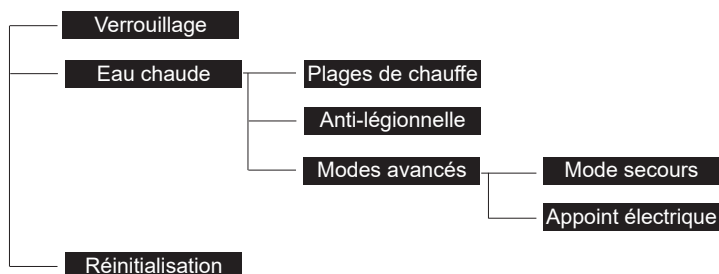 Verrouillage
Eau chaude
Plages de chauffe
Anti-légionnelle
Modes avancés
Mode secours
Appoint électrique
Réinitialisation